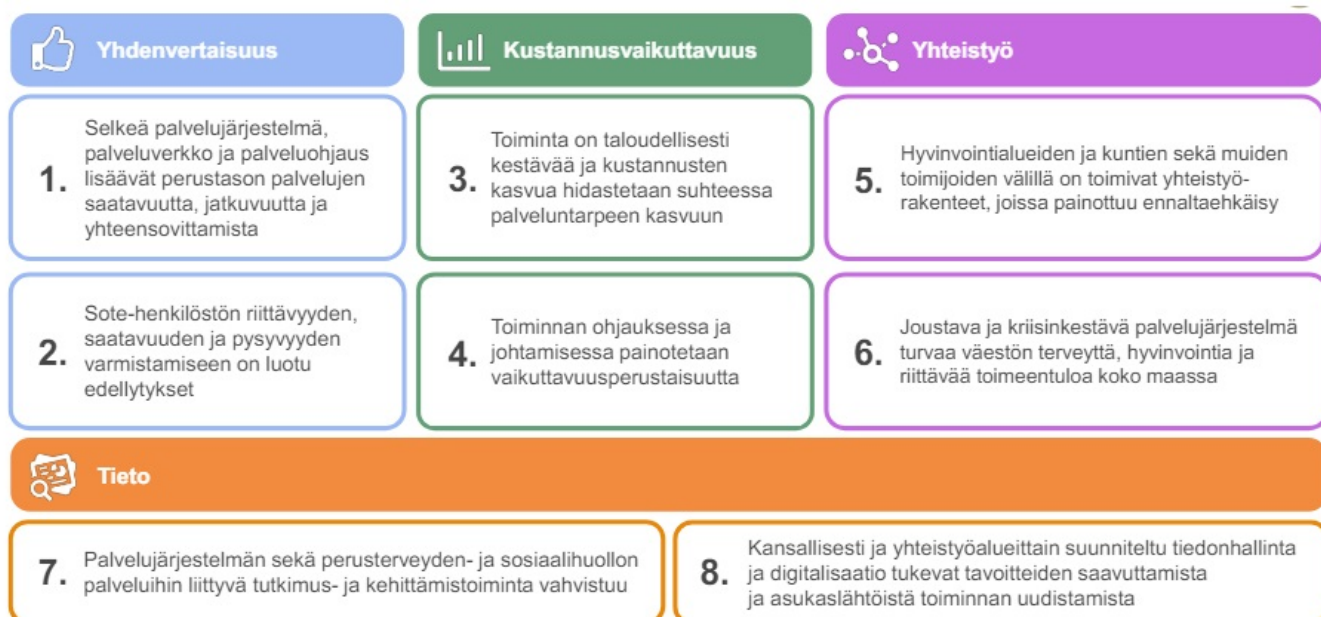 Yhdenvertaisuus
Kustannusvaikuttavuus
Yhteistyö
1. Selkeä palvelujärjestelmä,
palveluverkko ja palveluohjaus
lisäävät perustason palvelujen
saatavuutta, jatkuvuutta ja
yhteensovittamista
3. Toiminta on taloudellisesti
kestävää ja kustannusten
kasvua hidastetaan suhteessa
palveluntarpeen kasvuun
5. Hyvinvointialueiden ja kuntien sekä muiden
toimijoiden välillä on toimivat yhteistyö-
rakenteet, joissa painottuu ennaltaehkäisy
2. Sote-henkilöstön riittävyyden,
saatavuuden ja pysyvyyden
varmistamiseen on luotu
edellytykset
4. Toiminnan ohjauksessa ja
johtamisessa painotetaan
vaikuttavuusperustaisuutta
6. Joustava ja kriisinkestävä palvelujärjestelmä
turvaa väestön terveyttä, hyvinvointia ja
riittävää toimeentuloa koko maassa
Tieto
7. Palvelujärjestelmän sekä perusterveyden- ja sosiaalihuollon
palveluihin liittyvä tutkimus- ja kehittämistoiminta vahvistuu
8. Kansallisesti ja yhteistyöalueittain suunniteltu tiedonhallinta
ja digitalisaatio tukevat tavoitteiden saavuttamista
ja asukaslähtöistä toiminnan uudistamista